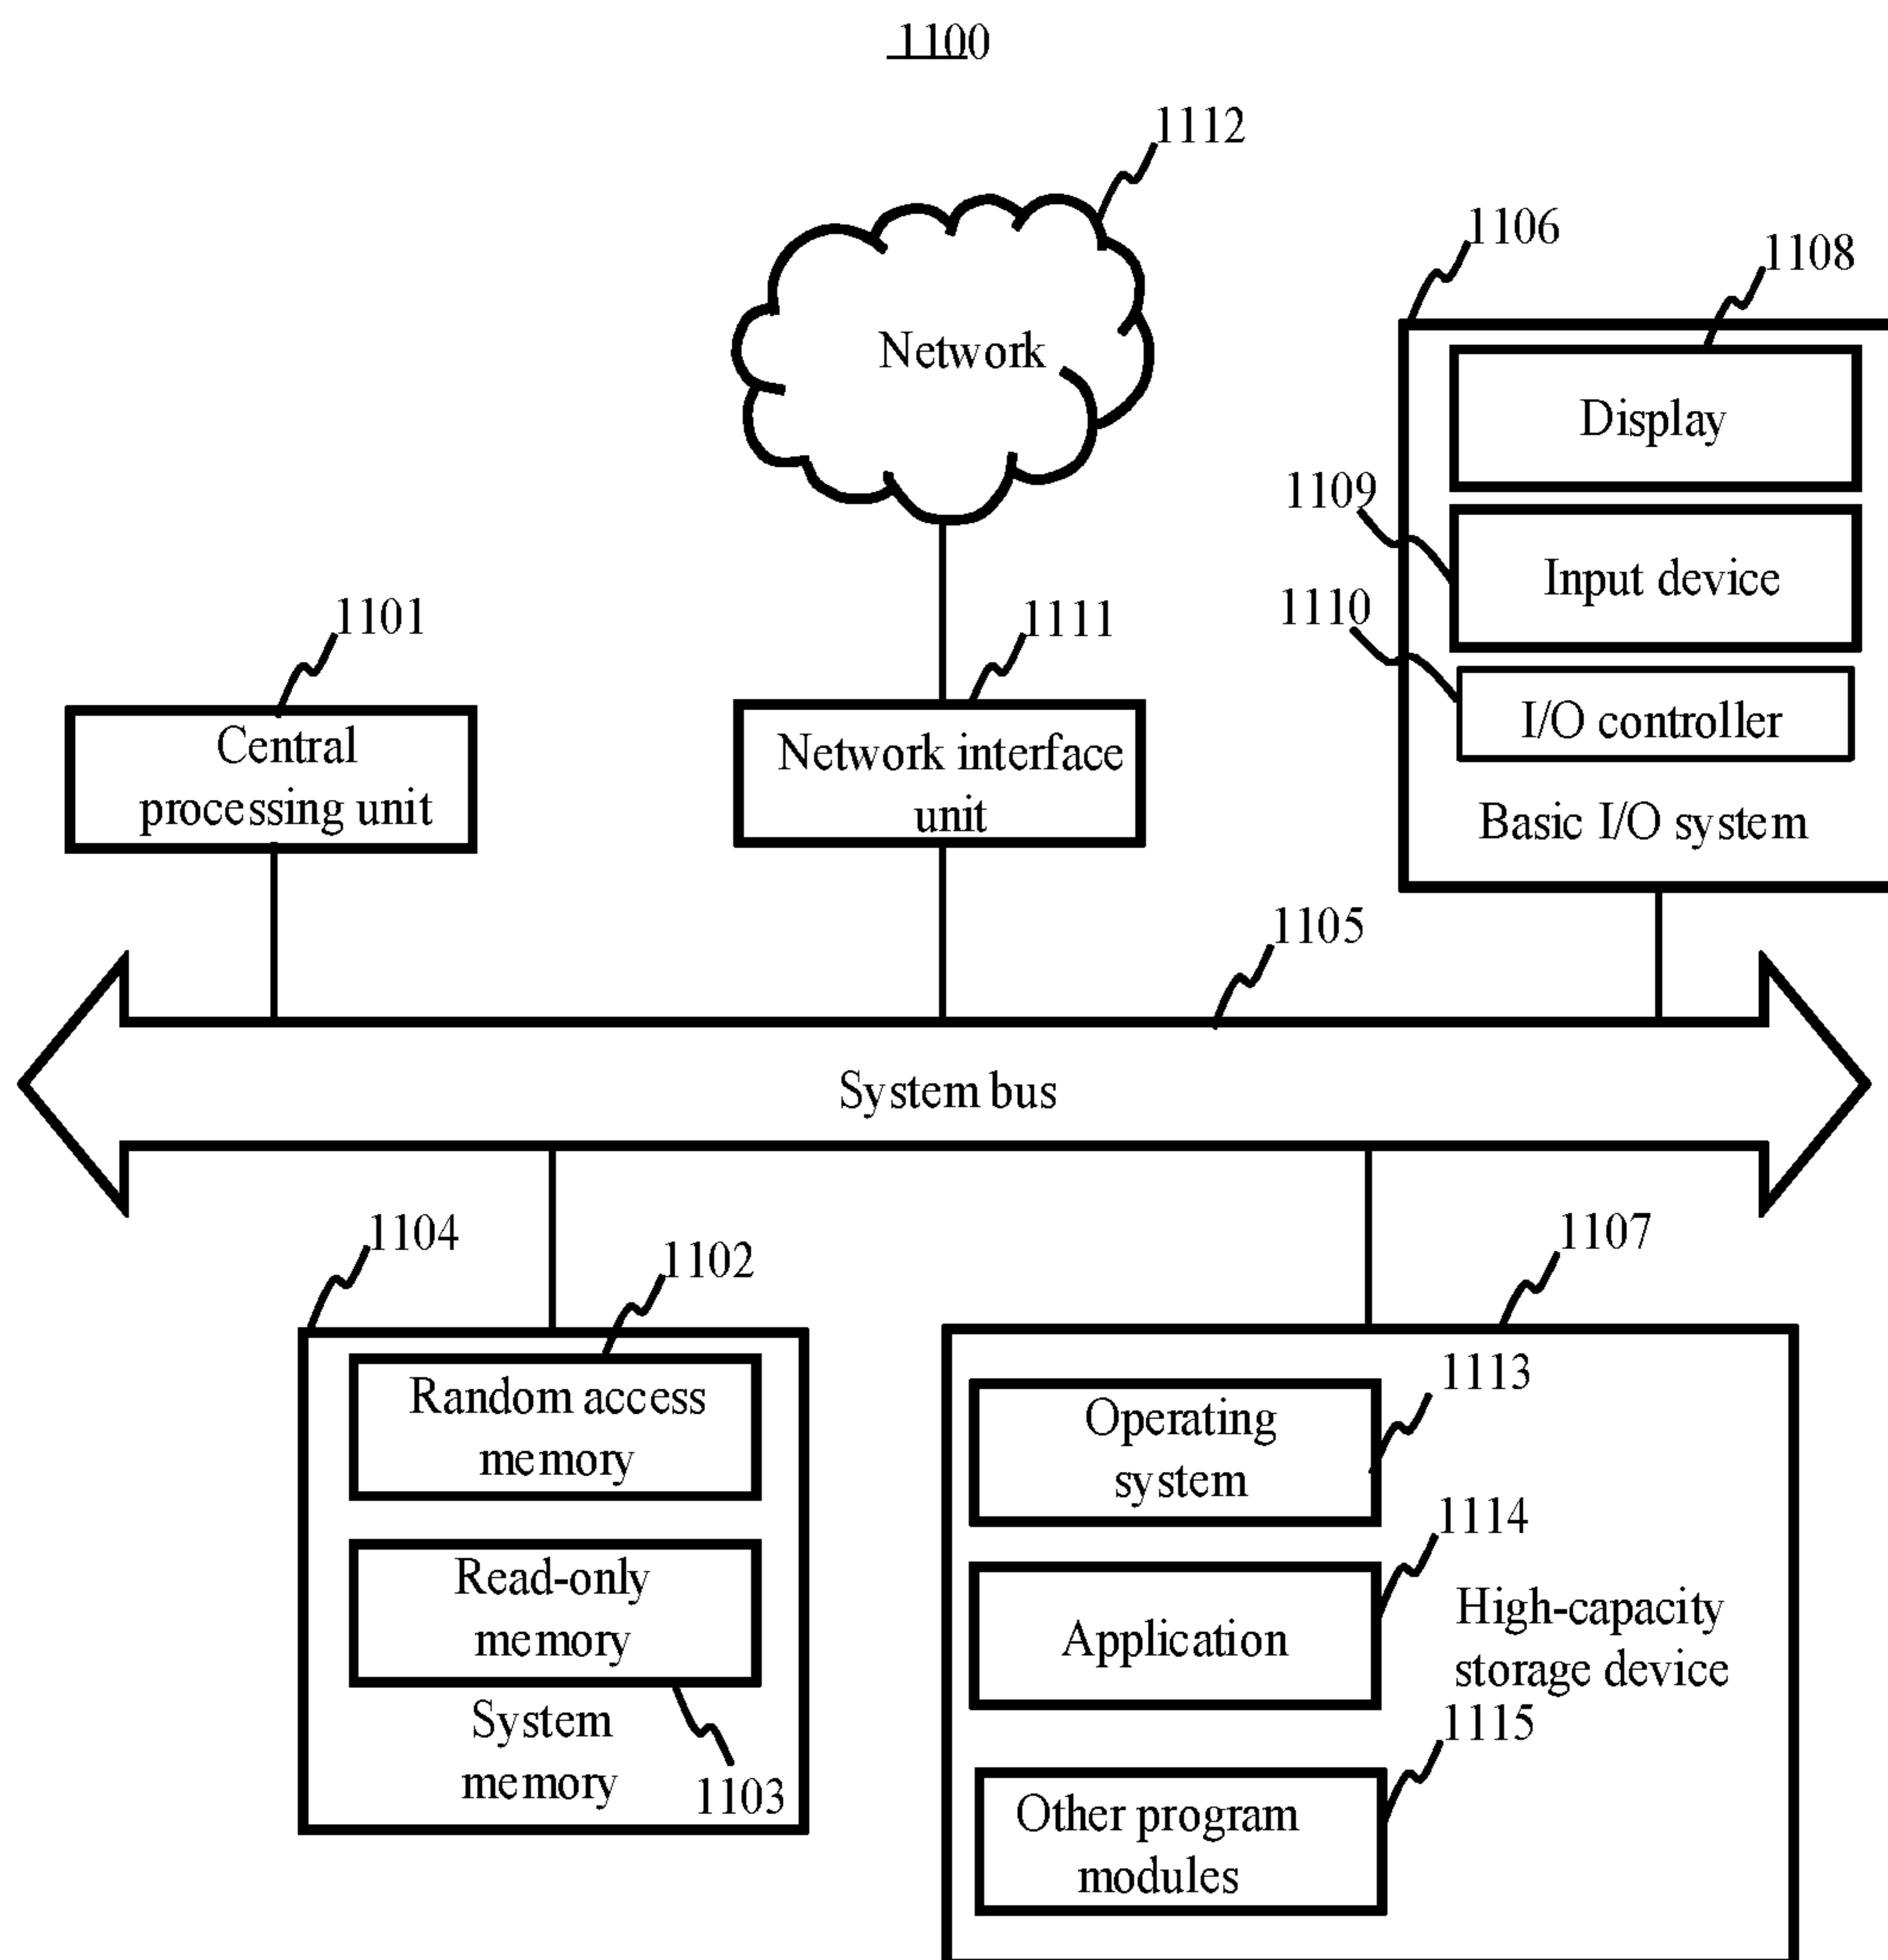 1100
1112
Network
1106
1108
Display
1109
Input device
1110
I/O controller
Basic I/O system
1101
Central
processing unit
1111
Network interface
unit
1105
System bus
1104
1102
Random access
memory
Read-only
memory
System
memory
1103
1107
1113
Operating
system
1114
Application
High-capacity
storage device
1115
Other program
modules